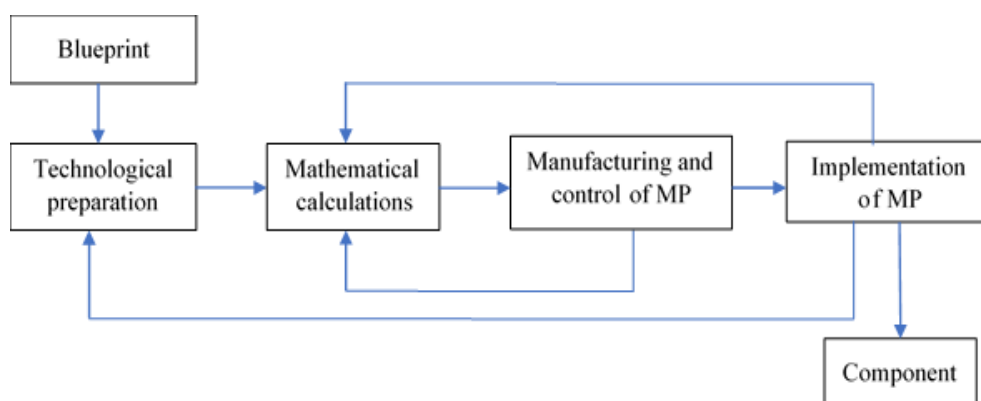 Blueprint
Technological
preparation
Mathematical
calculations
Manufacturing and
control of MP
Implementation
of MP
Component